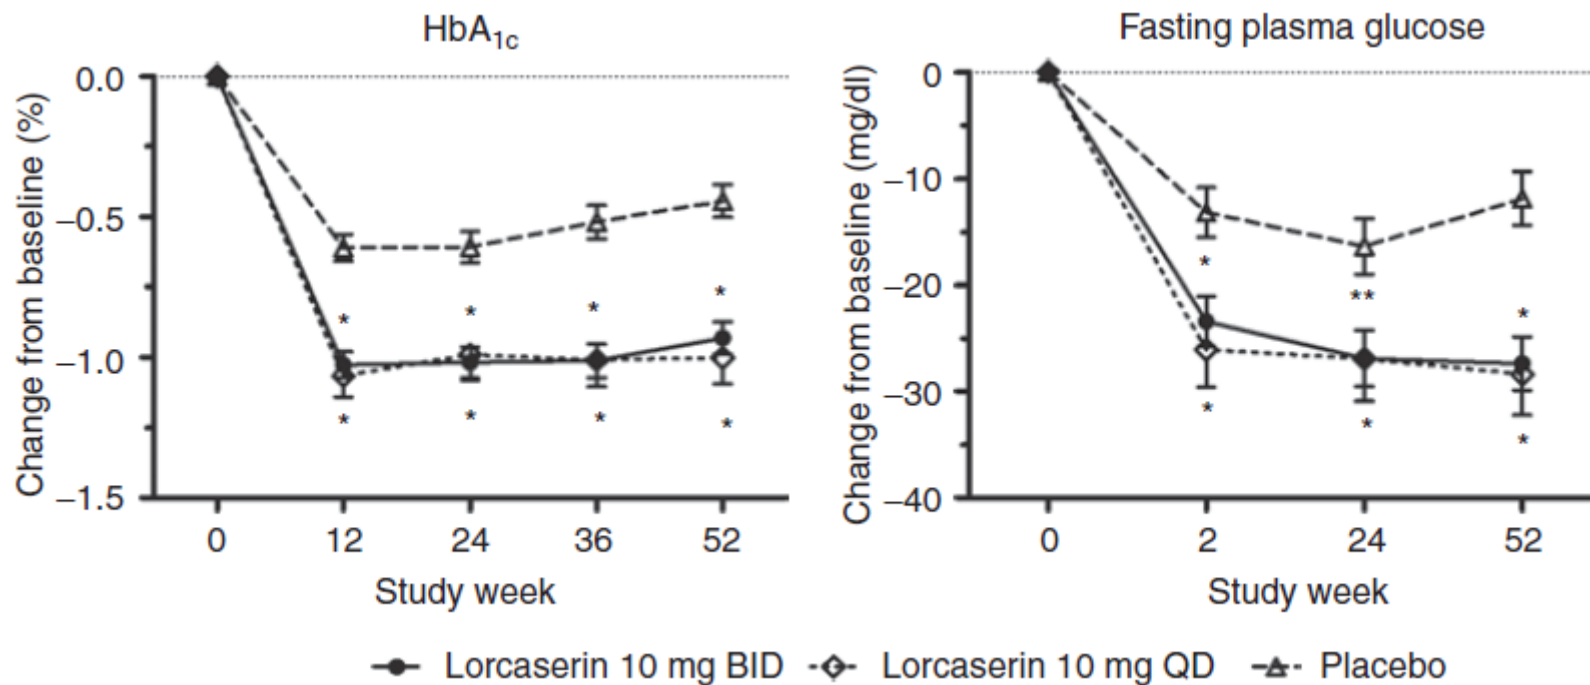 HbA1c
Change from baseline (%)
0.0
–0.5
–1.0
–1.5
* * * *
* * * *
0 12 24 36 52
Study week
Fasting plasma glucose
Change from baseline (mg/dl)
0
–10
–20
–30
–40
* ** *
* * *
0 2 24 52
Study week
Lorcaserin 10 mg BID Lorcaserin 10 mg QD Placebo